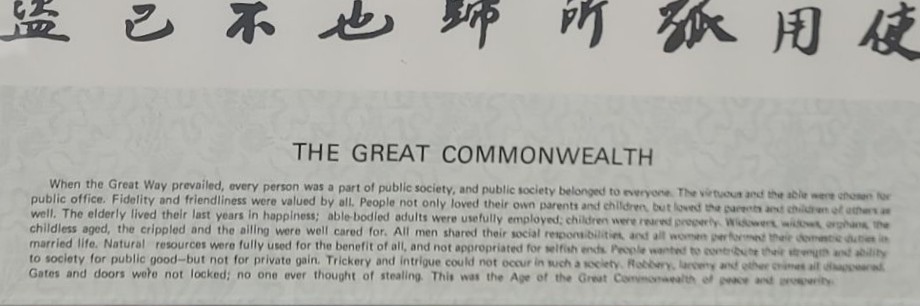 盜 己 不 也 歸 所 孤 用 使
THE GREAT COMMONWEALTH
When the Great Way prevailed, every person was a part of public society, and public society belonged to everyone. The virtuous and the able were chosen for
public office. Fidelity and friendliness were valued by all. People not only loved their own parents and children, but loved the parents and children of others as
well. The elderly lived their last years in happiness; able-bodied adults were usefully employed; children were reared properly. Widowers, widows, orphans, the
childless aged, the crippled and the ailing were well cared for. All men shared their social responsibilities, and all women performed their domestic duties in
married life. Natural resources were fully used for the benefit of all, and not appropriated for selfish ends. People wanted to contribute their strength and ability
to society for public good—but not for private gain. Trickery and intrigue could not occur in such a society. Robbery, larceny and other crimes all disappeared.
Gates and doors were not locked; no one ever thought of stealing. This was the Age of the Great Commonwealth of peace and prosperity.